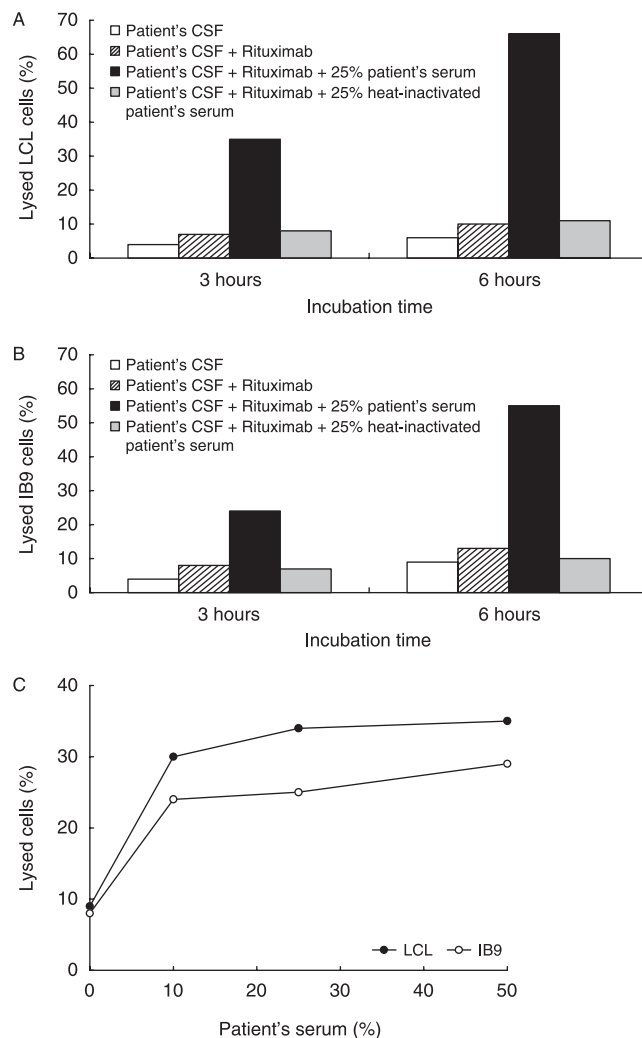 A
70
60
50
40
30
20
10
0
Lysed LCL cells (%)
Patient's CSF
Patient's CSF + Rituximab
Patient's CSF + Rituximab + 25% patient's serum
Patient's CSF + Rituximab + 25% heat-inactivated
patient's serum
3 hours
6 hours
Incubation time
B
70
60
50
40
30
20
10
0
Lysed IB9 cells (%)
Patient's CSF
Patient's CSF + Rituximab
Patient's CSF + Rituximab + 25% patient's serum
Patient's CSF + Rituximab + 25% heat-inactivated
patient's serum
3 hours
6 hours
Incubation time
C
40
30
20
10
0
Lysed cells (%)
LCL
IB9
0
10
20
30
40
50
Patient's serum (%)